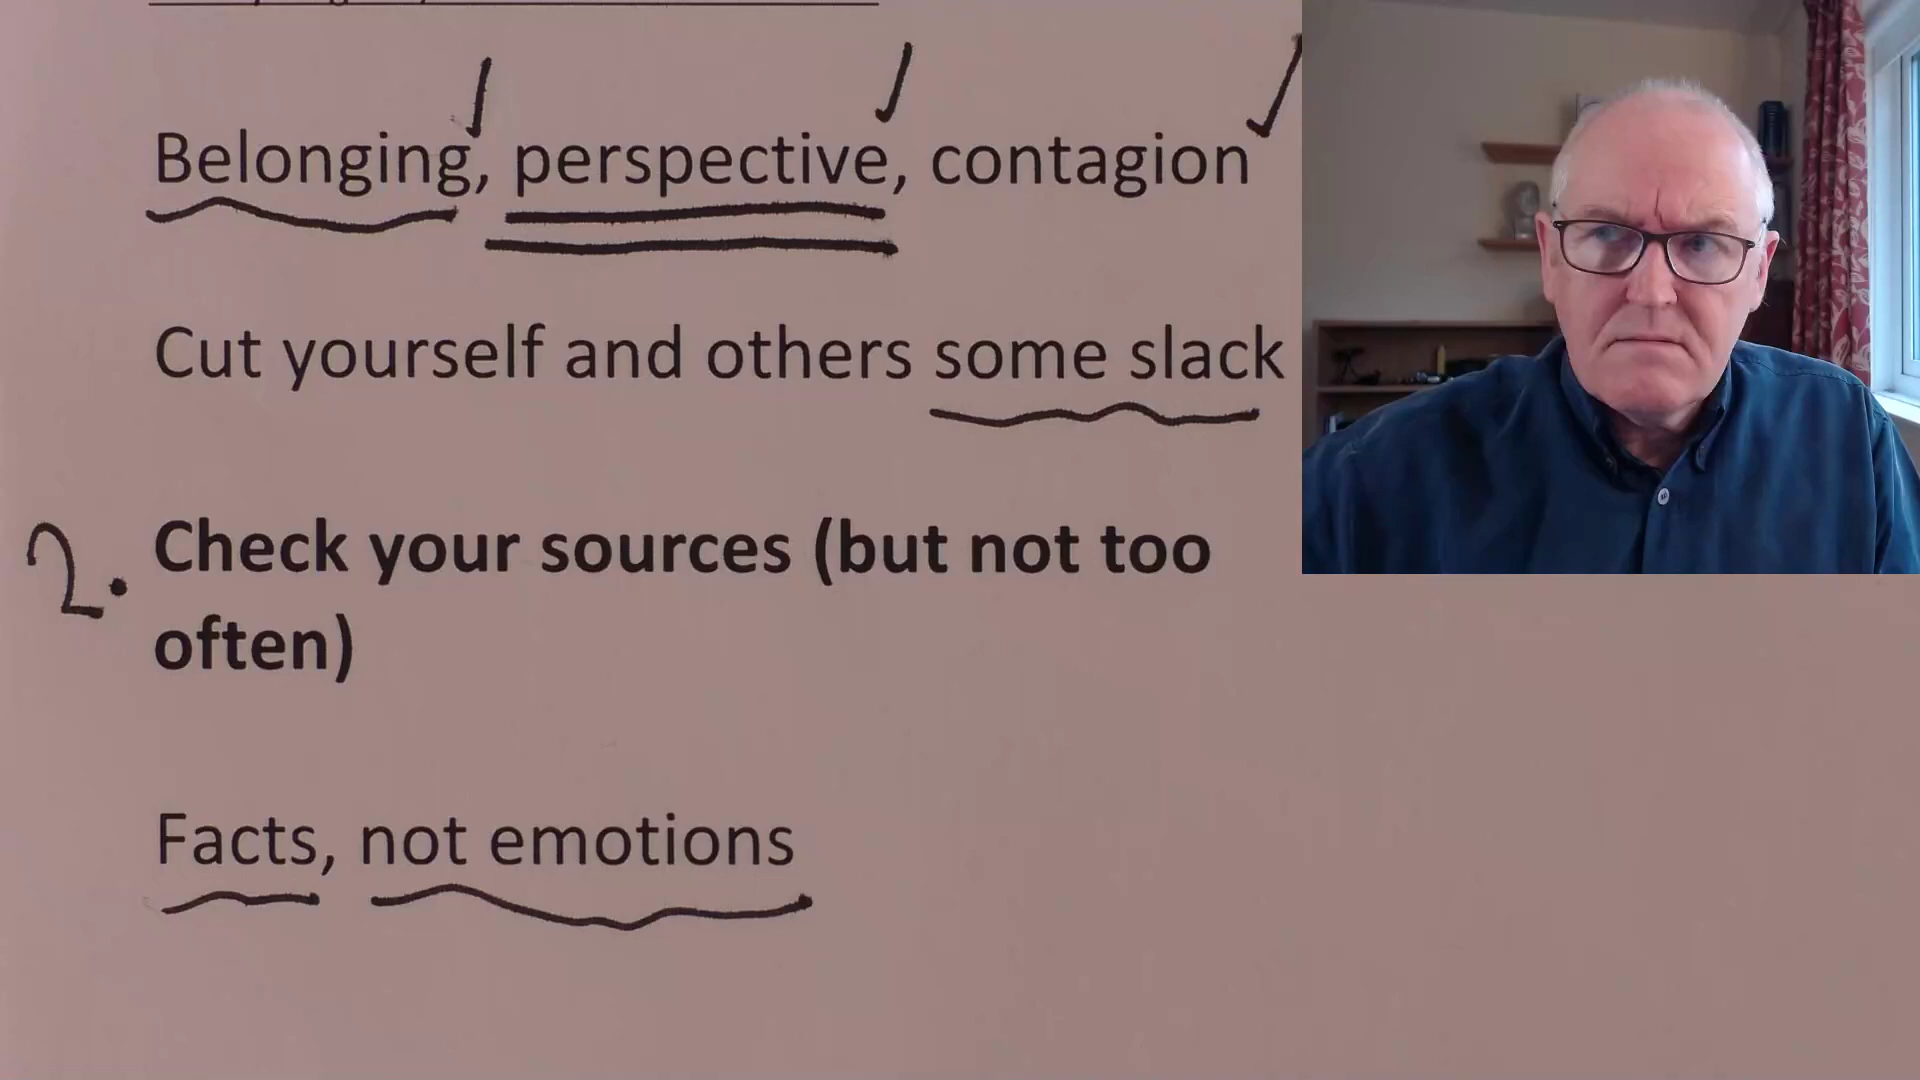 Belonging, perspective, contagion
Cut yourself and others some slack
2. Check your sources (but not too
often)
Facts, not emotions